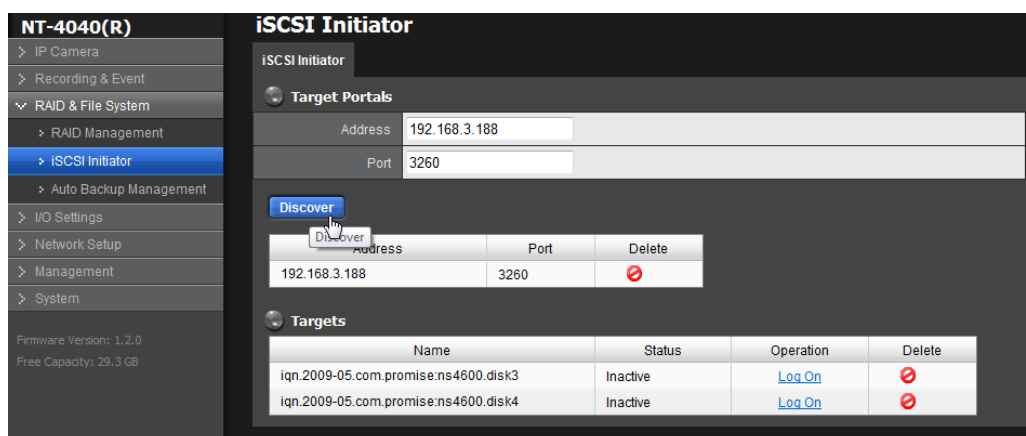 NT-4040(R)
> IP Camera
> Recording & Event
RAID & File System
> RAID Management
> iSCSI Initiator
> Auto Backup Management
> I/O Settings
> Network Setup
> Management
> System
Firmware Version: 1.2.0
Free Capacity: 29.3 GB
iSCSI Initiator
iSCSI Initiator
Target Portals
Address 192.168.3.188
Port 3260
Discover
Discover
Address Port Delete
192.168.3.188 3260
Targets
Name Status Operation Delete
iqn.2009-05.com.promise:ns4600.disk3 Inactive Log On
iqn.2009-05.com.promise:ns4600.disk4 Inactive Log On